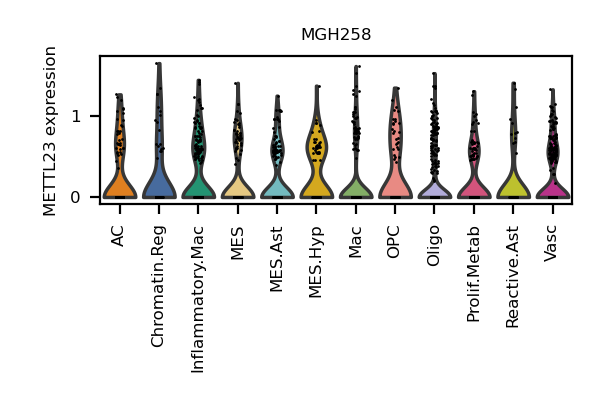 MGH258
METTL23 expression
1
0
AC
Chromatin.Reg
Inflammatory.Mac
MES
MES.Ast
MES.Hyp
Mac
OPC
Oligo
Prolif.Metab
Reactive.Ast
Vasc